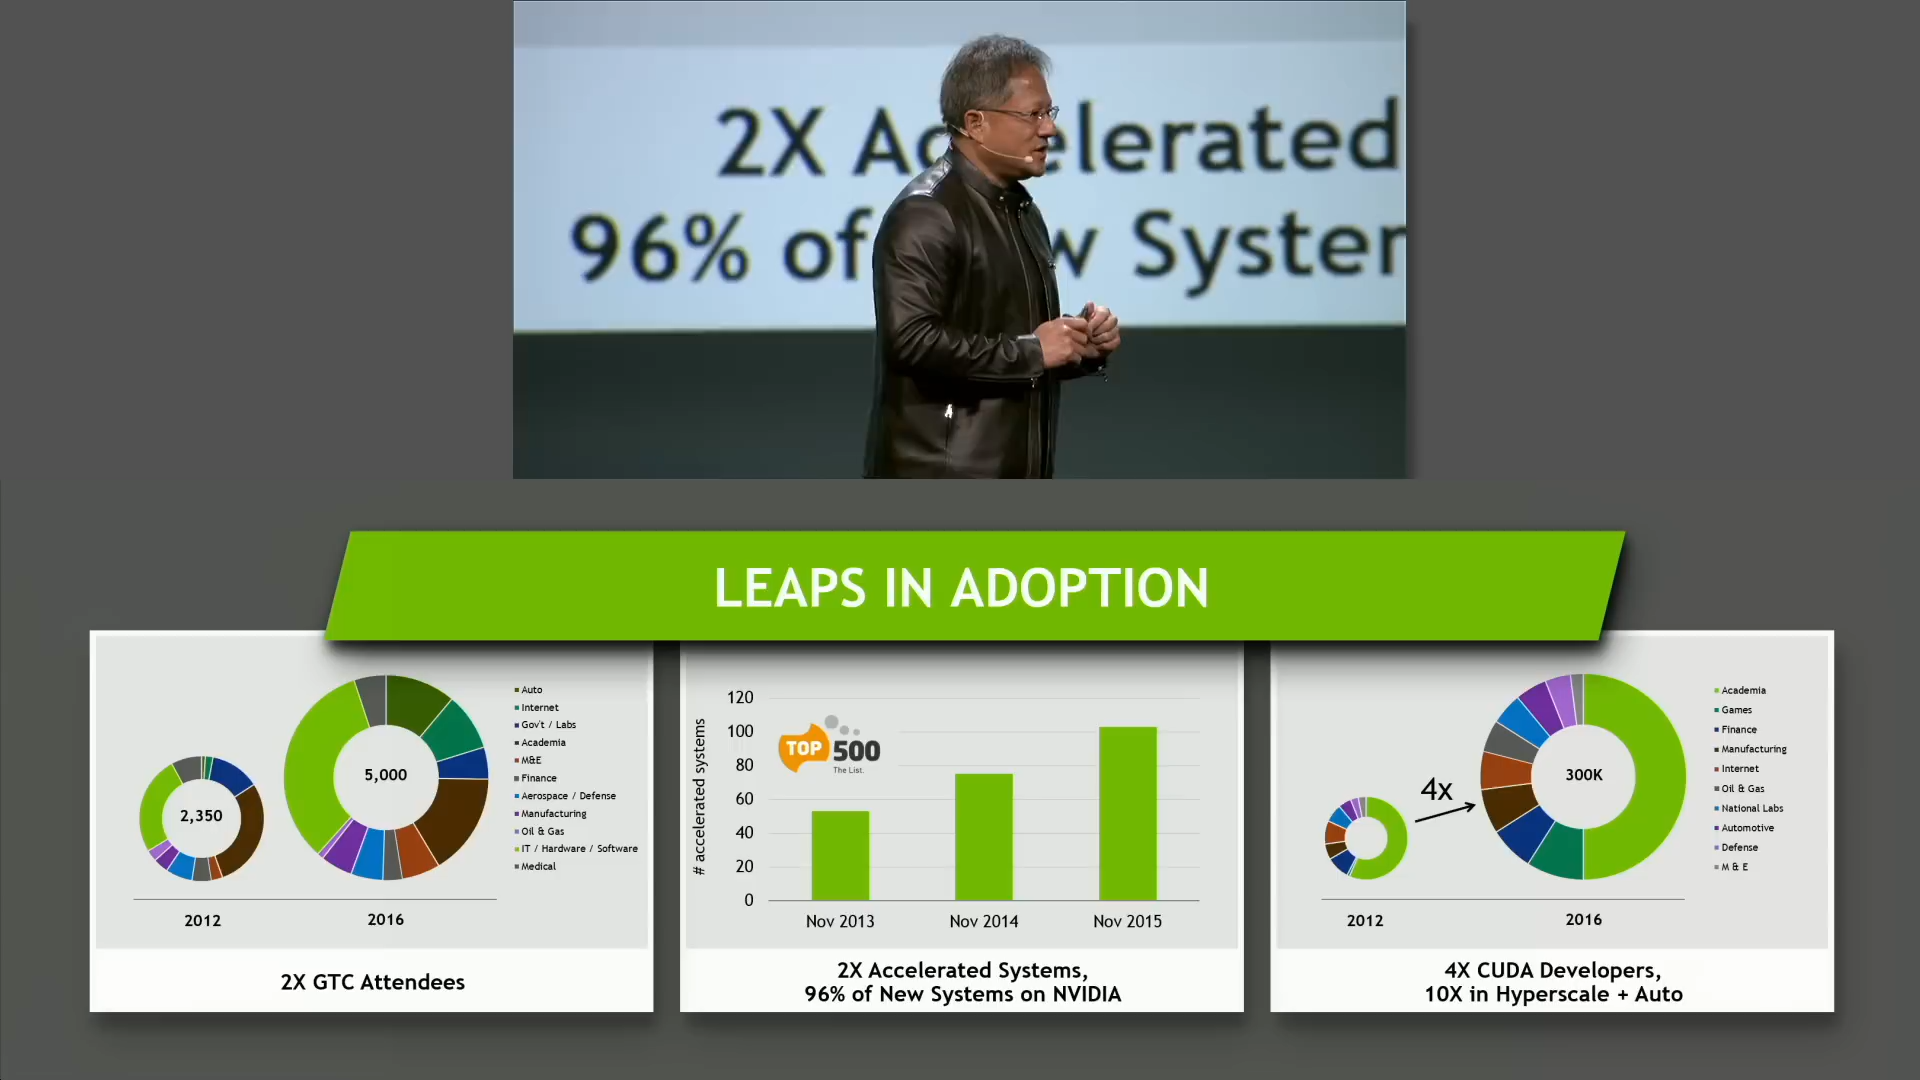 2X Accelerated
96% of New System
LEAPS IN ADOPTION
2,350
5,000
Auto
Internet
Gov't / Labs
Academia
M&E
Finance
Aerospace / Defense
Manufacturing
Oil & Gas
IT / Hardware / Software
Medical
2012
2016
2X GTC Attendees
# accelerated systems
120
100
80
60
40
20
0
TOP 500
The List.
Nov 2013
Nov 2014
Nov 2015
2X Accelerated Systems,
96% of New Systems on NVIDIA
4x
300K
Academia
Games
Finance
Manufacturing
Internet
Oil & Gas
National Labs
Automotive
Defense
M & E
2012
2016
4X CUDA Developers,
10X in Hyperscale + Auto